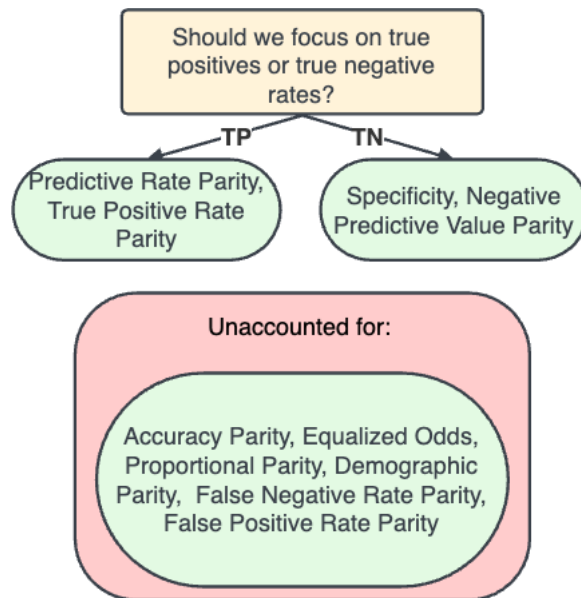 Should we focus on true
positives or true negative
rates?
TP
TN
Predictive Rate Parity,
True Positive Rate
Parity
Specificity, Negative
Predictive Value Parity
Unaccounted for:
Accuracy Parity, Equalized Odds,
Proportional Parity, Demographic
Parity, False Negative Rate Parity,
False Positive Rate Parity